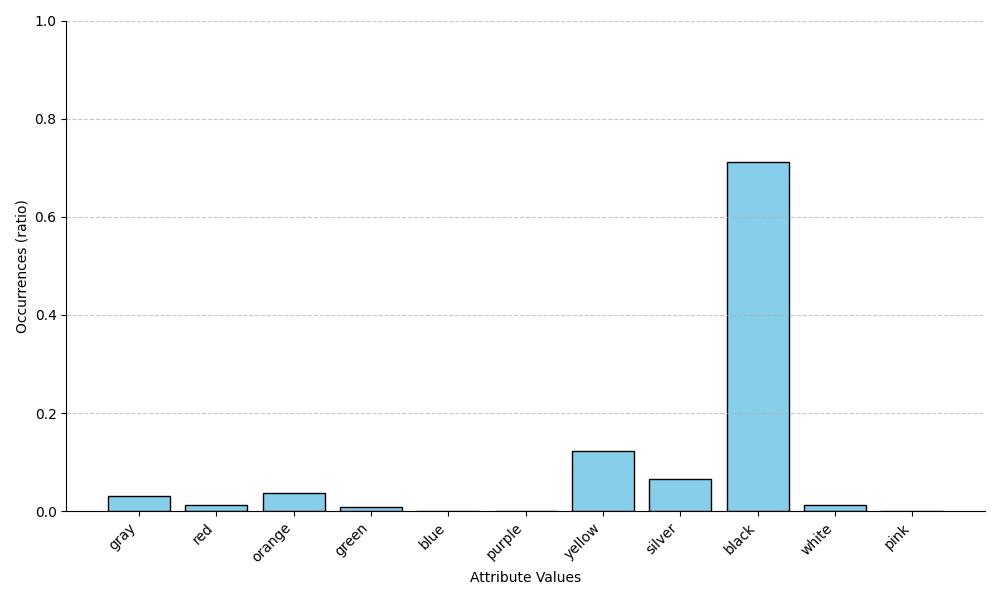 1.0
0.8
0.6
0.4
0.2
0.0
Occurrences (ratio)
gray
red
orange
green
blue
purple
yellow
silver
black
white
pink
Attribute Values